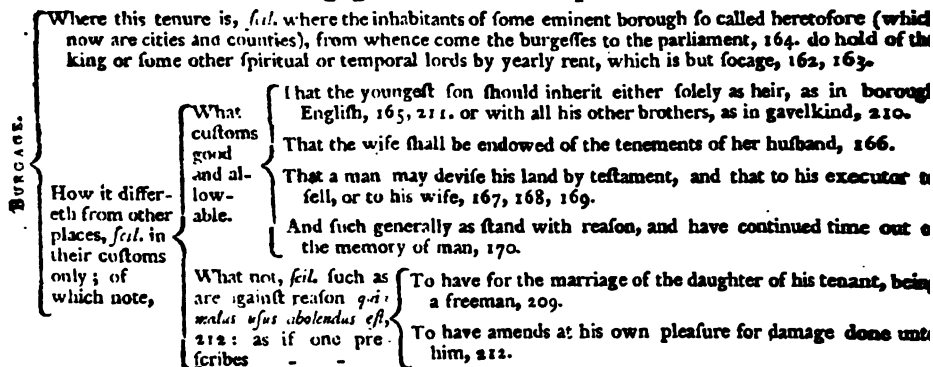 BURGAGE.
Where this tenure is, ſcil. where the inhabitants of ſome eminent borough ſo called heretofore (which
now are cities and counties), from whence come the burgeſſes to the parliament, 164. do hold of the
king or ſome other ſpiritual or temporal lords by yearly rent, which is but ſocage, 162, 163.
How it differ-
eth from other
places, ſcil. in
their cuſtoms
only; of
which note,
What
cuſtoms
good
and al-
low-
able.
That the youngeſt ſon ſhould inherit either ſolely as heir, as in borough
Engliſh, 165, 211. or with all his other brothers, as in gavelkind, 210.
That the wife ſhall be endowed of the tenements of her huſband, 166.
That a man may deviſe his land by teſtament, and that to his executor to
ſell, or to his wife, 167, 168, 169.
And ſuch generally as ſtand with reaſon, and have continued time out of
the memory of man, 170.
What not, ſcil. ſuch as
are againſt reaſon quia
malus uſus abolendus eſt,
212: as if one pre-
ſcribes - -
To have for the marriage of the daughter of his tenant, being
a freeman, 209.
To have amends at his own pleaſure for damage done unto
him, 212.